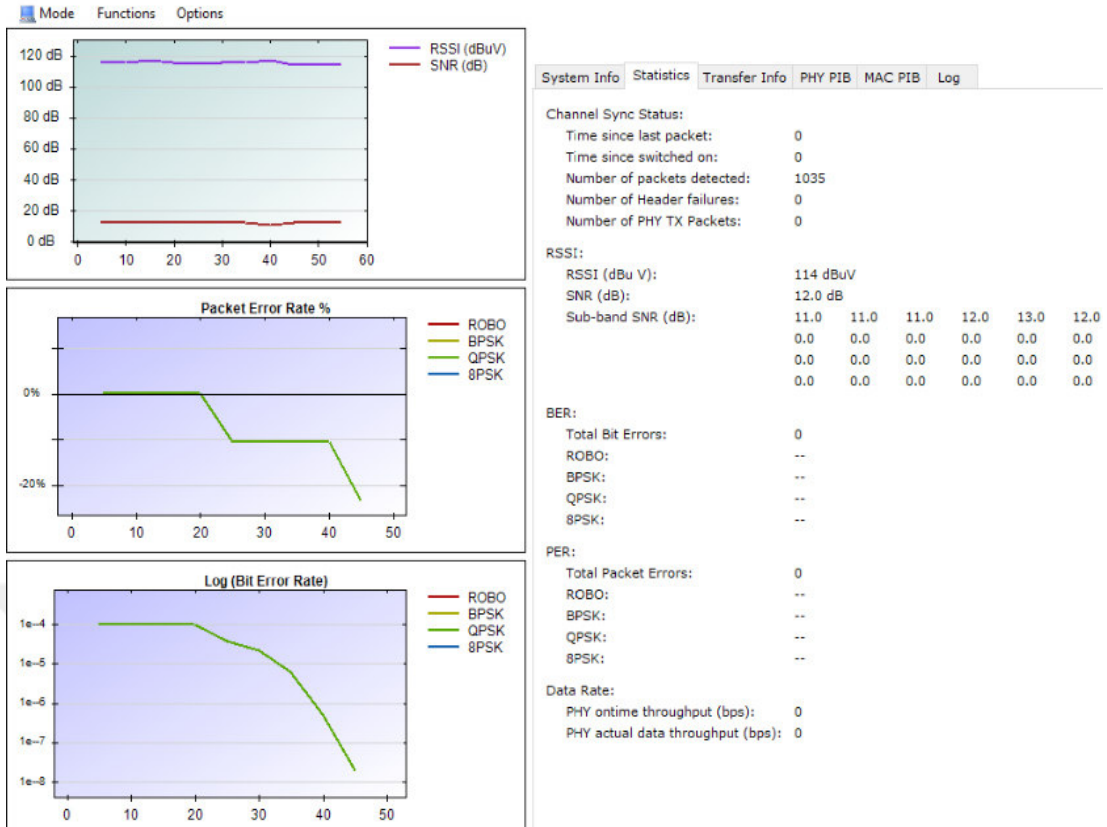 Mode Functions Options
120 dB
100 dB
80 dB
60 dB
40 dB
20 dB
0 dB
0 10 20 30 40 50 60
RSSI (dBuV)
SNR (dB)
Packet Error Rate %
0%
-20%
0 10 20 30 40 50
ROBO
BPSK
QPSK
8PSK
Log (Bit Error Rate)
1e-4
1e-5
1e-6
1e-7
1e-8
0 10 20 30 40 50
ROBO
BPSK
QPSK
8PSK
System Info Statistics Transfer Info PHY PIB MAC PIB Log
Channel Sync Status:
Time since last packet: 0
Time since switched on: 0
Number of packets detected: 1035
Number of Header failures: 0
Number of PHY TX Packets: 0
RSSI:
RSSI (dBu V): 114 dBuV
SNR (dB): 12.0 dB
Sub-band SNR (dB): 11.0 11.0 11.0 12.0 13.0 12.0
0.0 0.0 0.0 0.0 0.0 0.0
0.0 0.0 0.0 0.0 0.0 0.0
0.0 0.0 0.0 0.0 0.0 0.0
BER:
Total Bit Errors: 0
ROBO: --
BPSK: --
QPSK: --
8PSK: --
PER:
Total Packet Errors: 0
ROBO: --
BPSK: --
QPSK: --
8PSK: --
Data Rate:
PHY ontime throughput (bps): 0
PHY actual data throughput (bps): 0